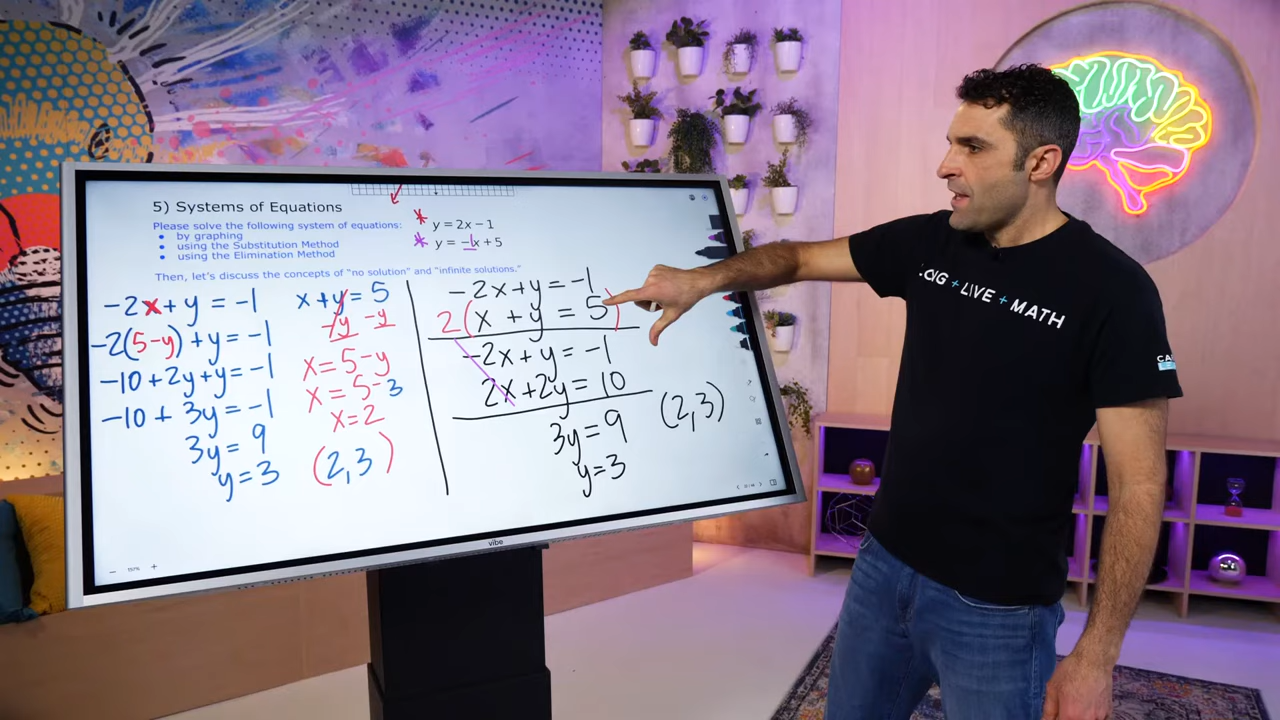 5) Systems of Equations
Please solve the following system of equations:
• by graphing
• using the Substitution Method
• using the Elimination Method
* y = 2x − 1
* y = −1x + 5
Then, let's discuss the concepts of "no solution" and "infinite solutions."
−2x + y = −1
−2(5−y) + y = −1
−10 + 2y + y = −1
−10 + 3y = −1
3y = 9
y = 3
x + y = 5
−y −y
x = 5 − y
x = 5 − 3
x = 2
(2,3)
−2x + y = −1
2(x + y = 5)
−2x + y = −1
2x + 2y = 10
3y = 9
y = 3
(2,3)
vibe
+ LIVE + MATH